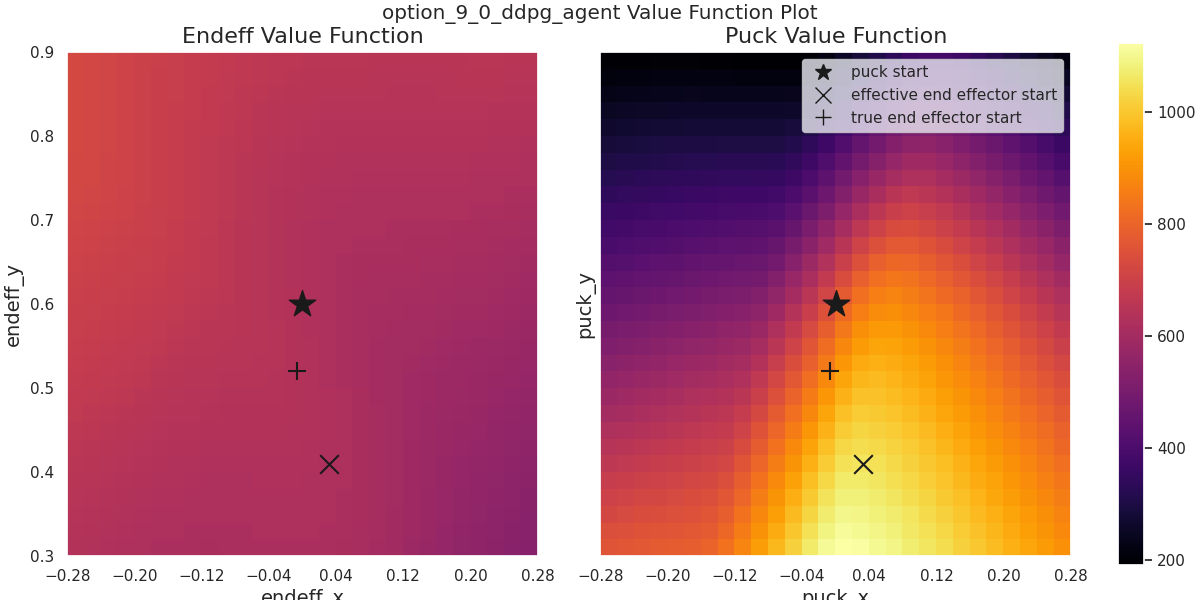 option_9_0_ddpg_agent Value Function Plot
Endeff Value Function
Puck Value Function
puck start
effective end effector start
true end effector start
endeff_y
0.9
0.8
0.7
0.6
0.5
0.4
0.3
−0.28 −0.20 −0.12 −0.04 0.04 0.12 0.20 0.28
endeff_x
puck_y
−0.28 −0.20 −0.12 −0.04 0.04 0.12 0.20 0.28
puck_x
1000
800
600
400
200